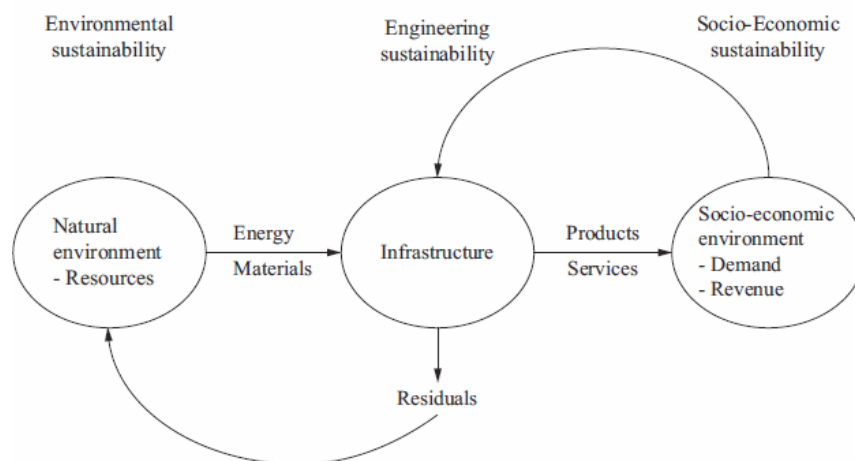 Environmental
sustainability
Engineering
sustainability
Socio-Economic
sustainability
Natural
environment
- Resources
Energy
Materials
Infrastructure
Products
Services
Socio-economic
environment
- Demand
- Revenue
Residuals